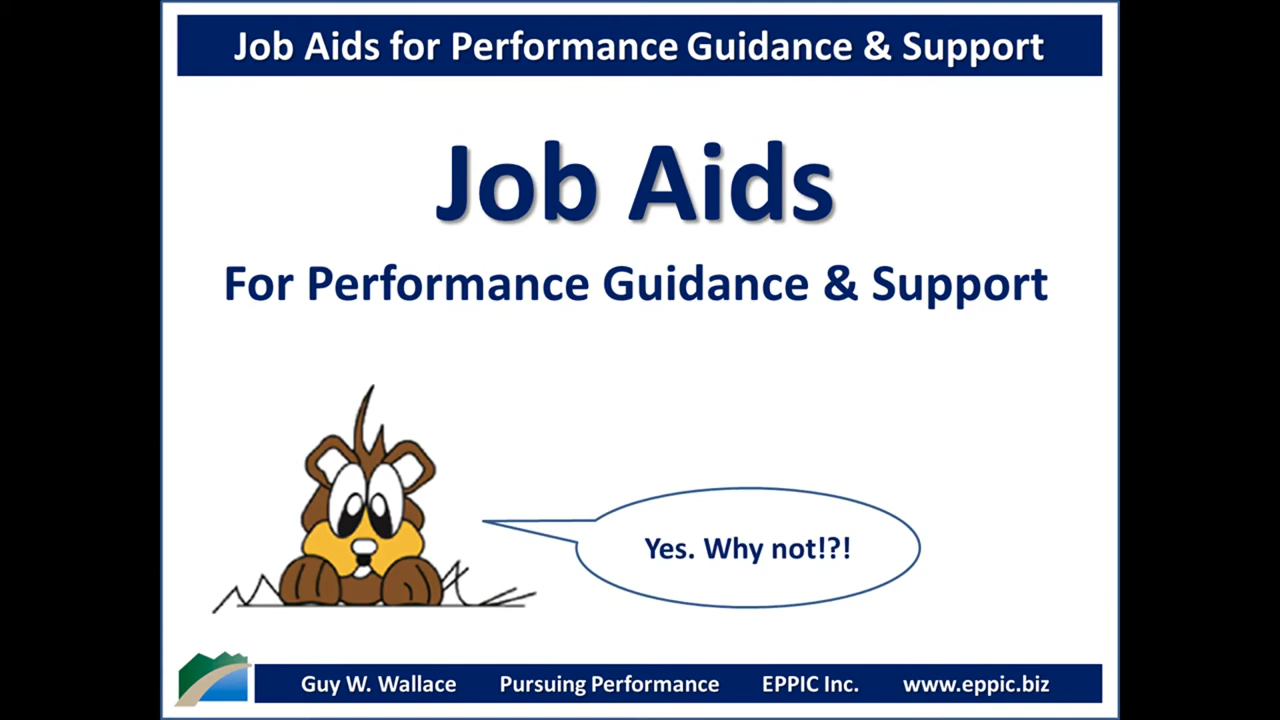 Job Aids for Performance Guidance & Support
Job Aids
For Performance Guidance & Support
Yes. Why not!?!
Guy W. Wallace Pursuing Performance EPPIC Inc. www.eppic.biz